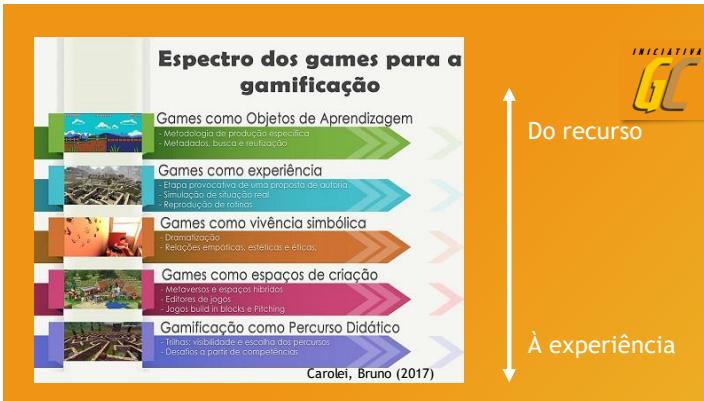 Espectro dos games para a
gamificação
Games como Objetos de Aprendizagem
- Metodologia de produção específica
- Metadados, busca e reutização
Games como experiência
- Etapa provocativa de uma proposta de autoria
- Simulação de situação real
- Reprodução de rotinas
Games como vivência simbólica
- Dramatização
- Relações empáticas, estéticas e éticas,
Games como espaços de criação
- Metaversos e espaços híbridos
- Editores de jogos
- Jogos build in blocks e Pitching
Gamificação como Percurso Didático
- Trilhas: visibilidade e escolha dos percursos
- Desafios a partir de competências
Carolei, Bruno (2017)
INICIATIVA
GC
Do recurso
À experiência